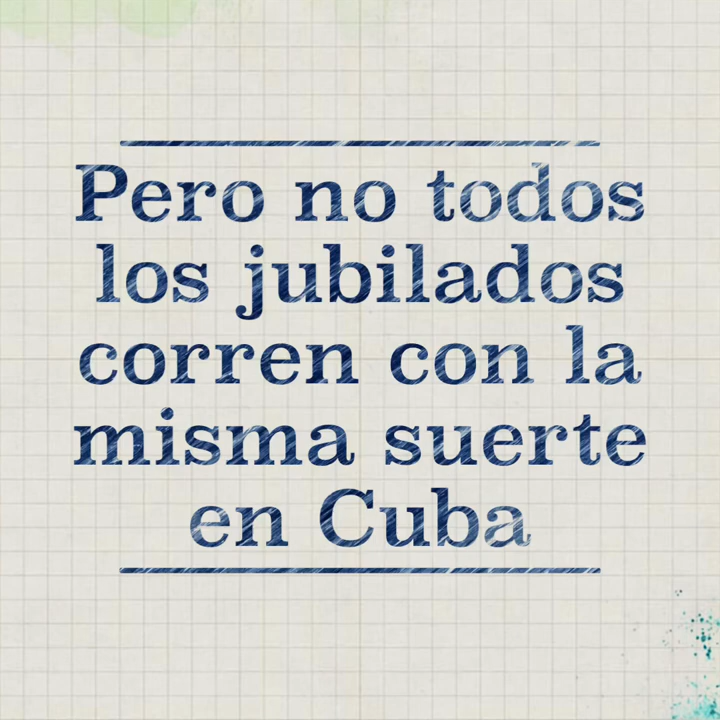 Pero no todos
los jubilados
corren con la
misma suerte
en Cuba